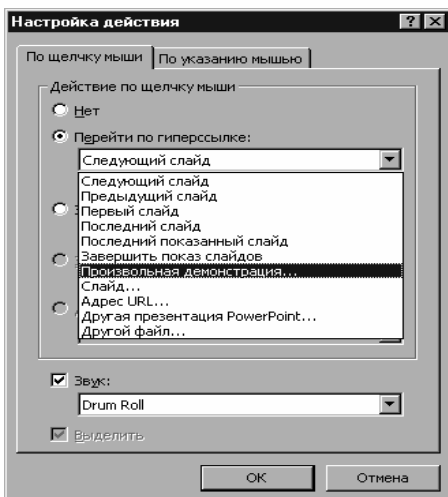 Настройка действия
По щелчку мыши По указанию мышью
Действие по щелчку мыши
Нет
Перейти по гиперссылке:
Следующий слайд
Следующий слайд
Предыдущий слайд
Первый слайд
Последний слайд
Последний показанный слайд
Завершить показ слайдов
Произвольная демонстрация...
Слайд...
Адрес URL...
Другая презентация PowerPoint...
Другой файл...
Звук:
Drum Roll
Выделить
ОК Отмена